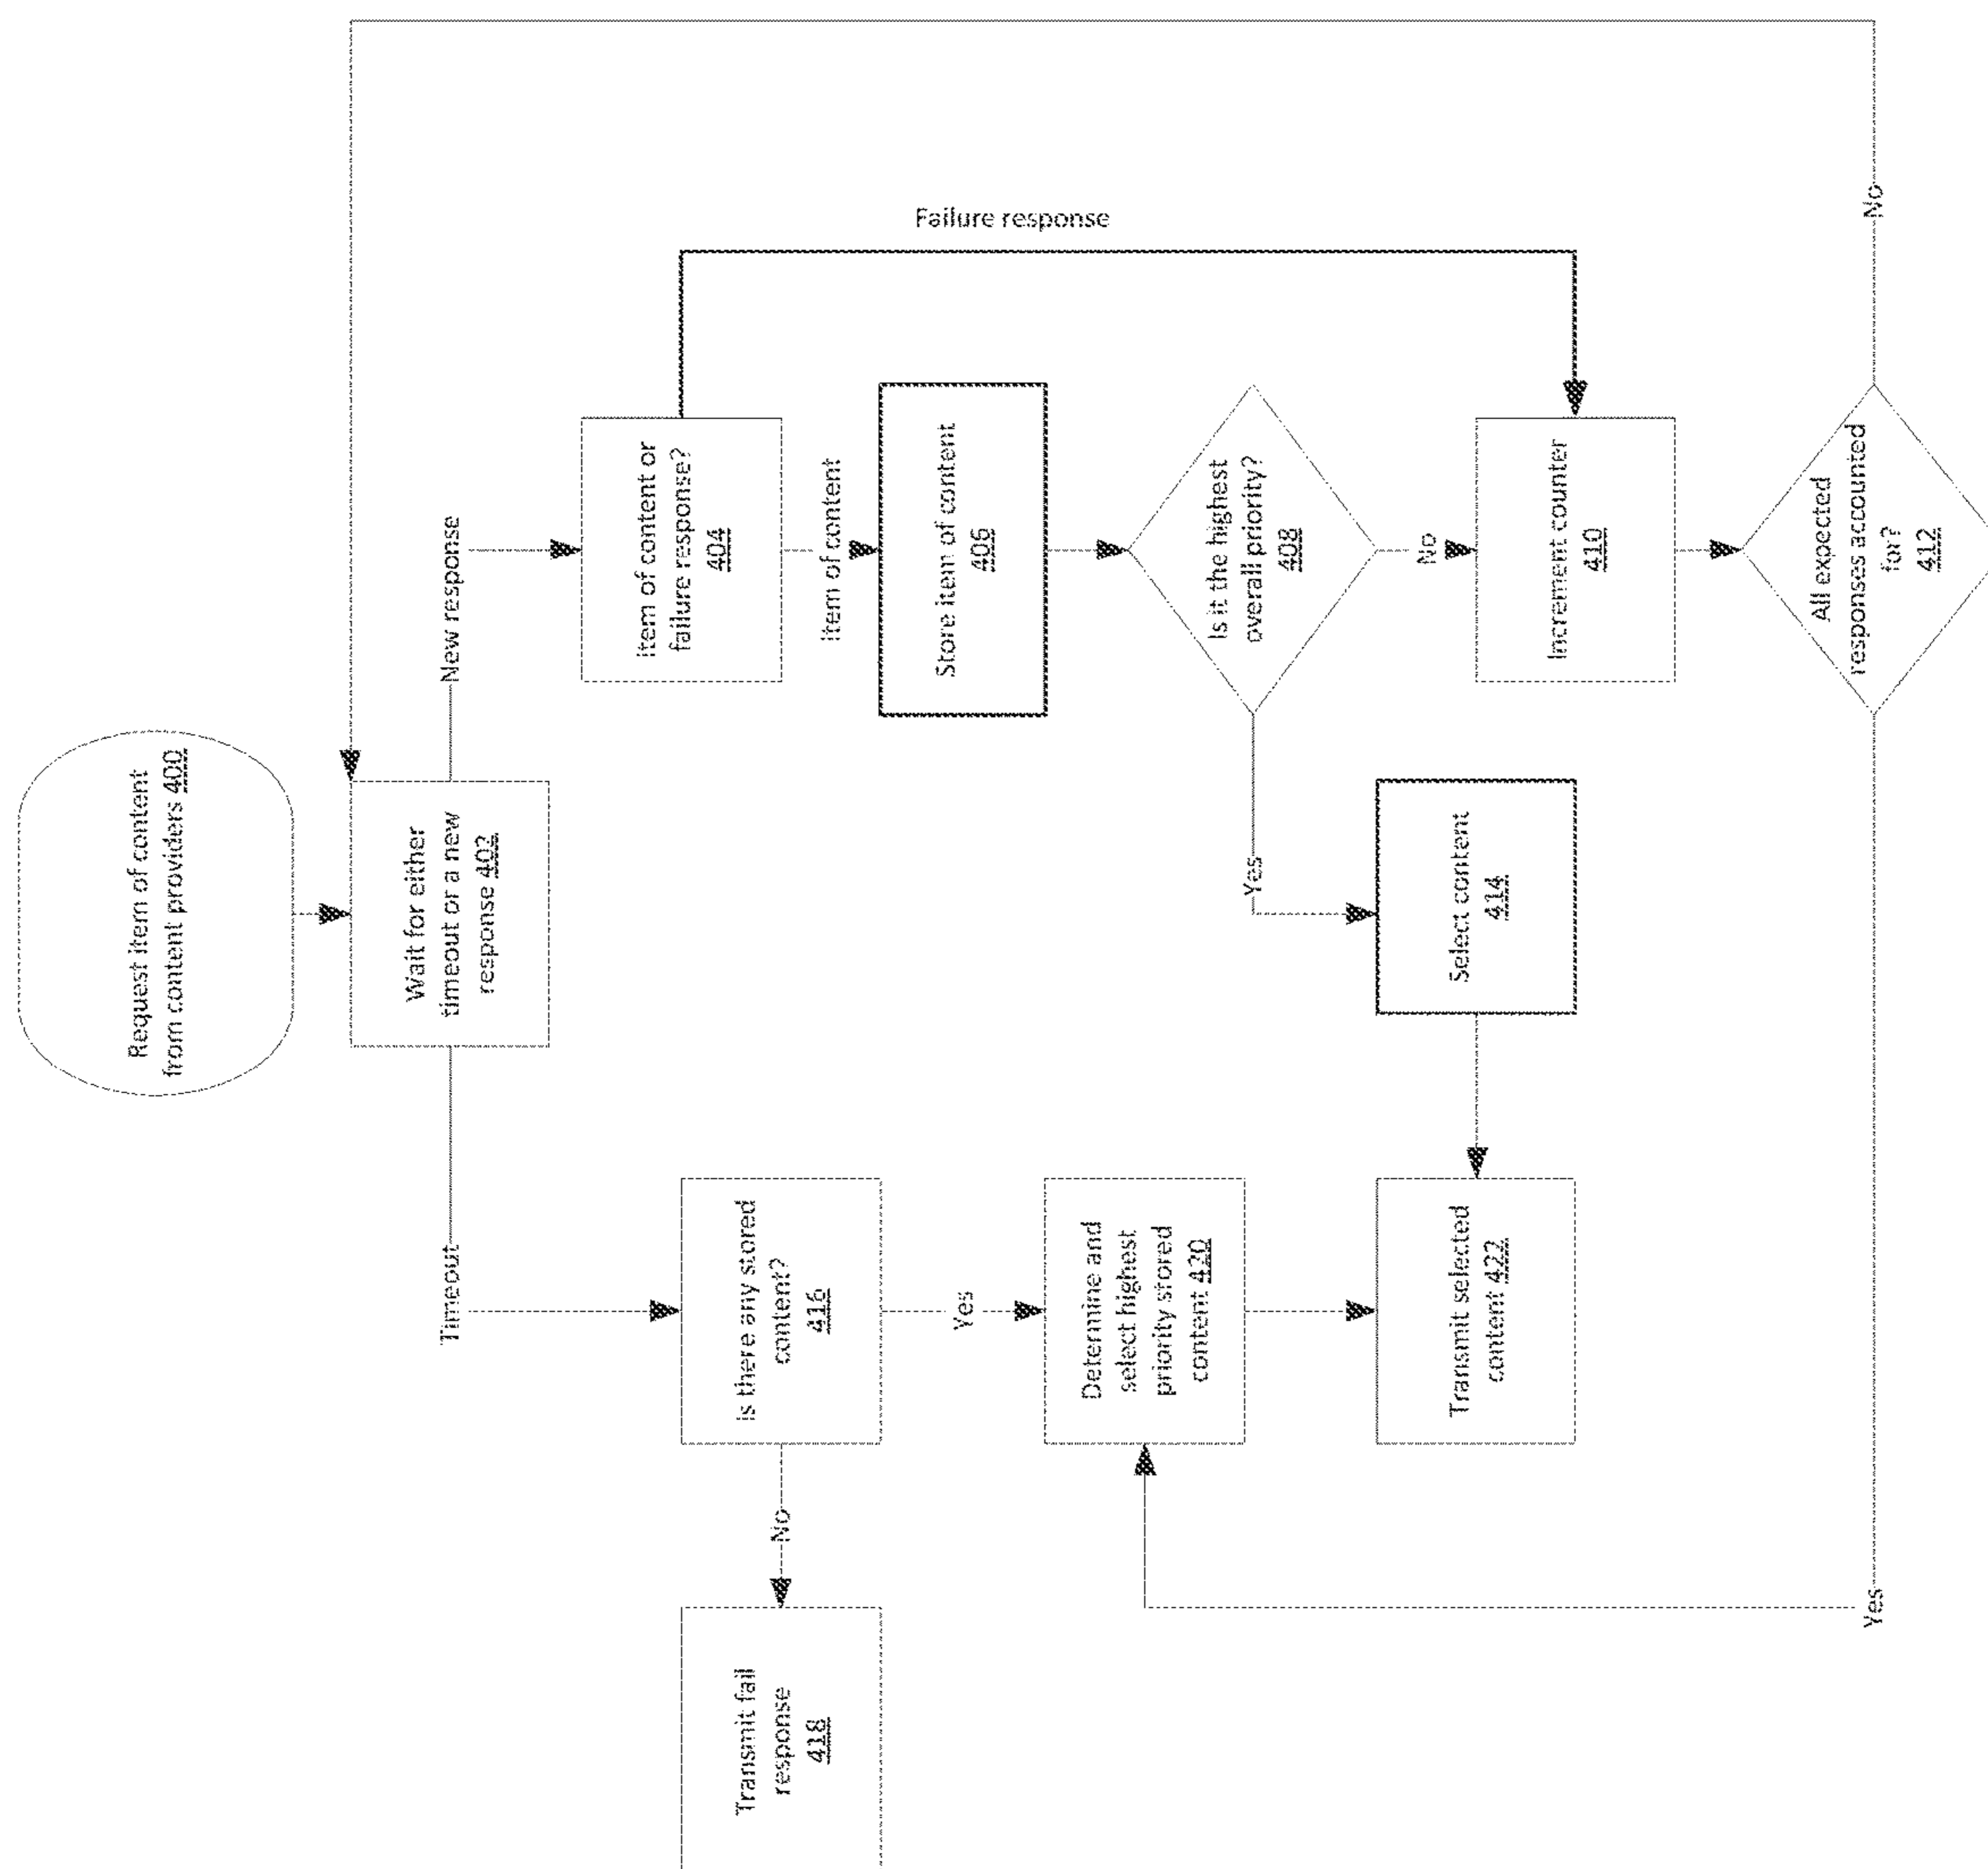 Request item of content
from content providers 400
Wait for either
timeout or a new
response 402
Timeout
New response
Item of content or
failure response?
404
Failure response
Item of content
Store item of content
406
Is it the highest
overall priority?
408
Yes
No
Select content
414
Increment counter
410
All expected
responses accounted
for?
412
No
Yes
Is there any stored
content?
416
No
Yes
Transmit fail
response
418
Determine and
select highest
priority stored
content 420
Transmit selected
content 422